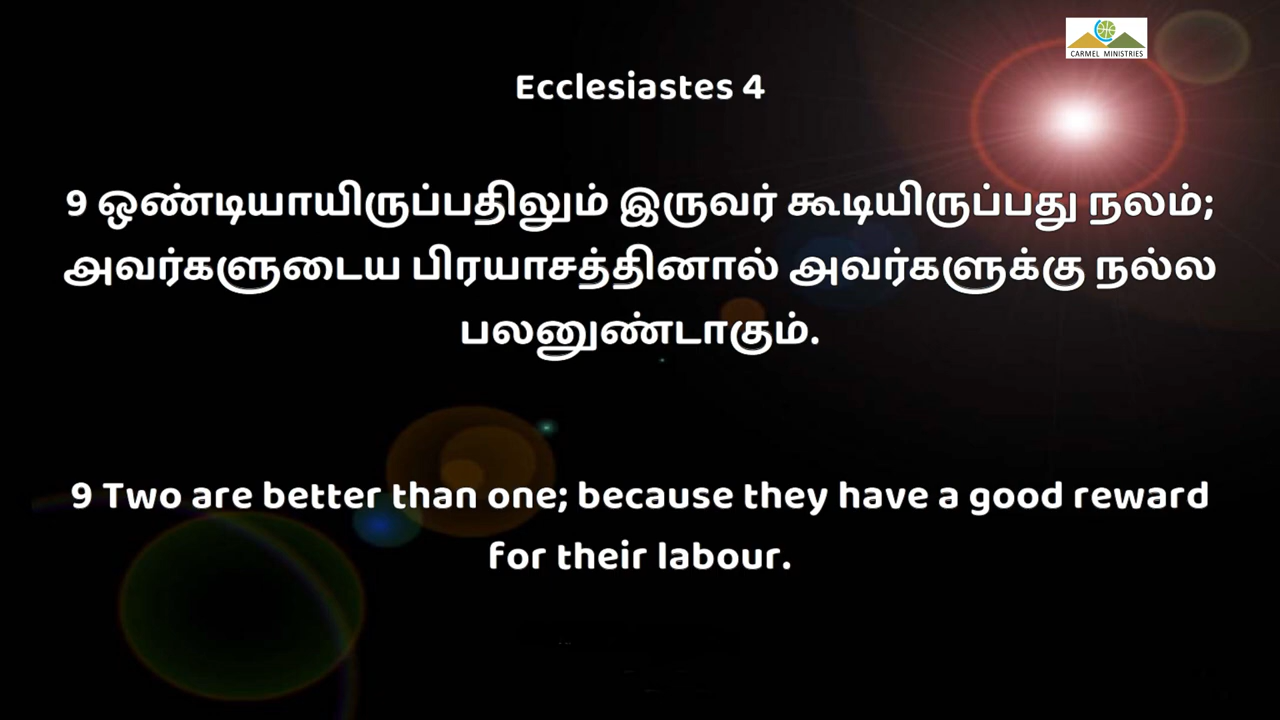 CARMEL MINISTRIES
Ecclesiastes 4
9 ஒண்டியாயிருப்பதிலும் இருவர் கூடியிருப்பது நலம்;
அவர்களுடைய பிரயாசத்தினால் அவர்களுக்கு நல்ல
பலனுண்டாகும்.
9 Two are better than one; because they have a good reward
for their labour.